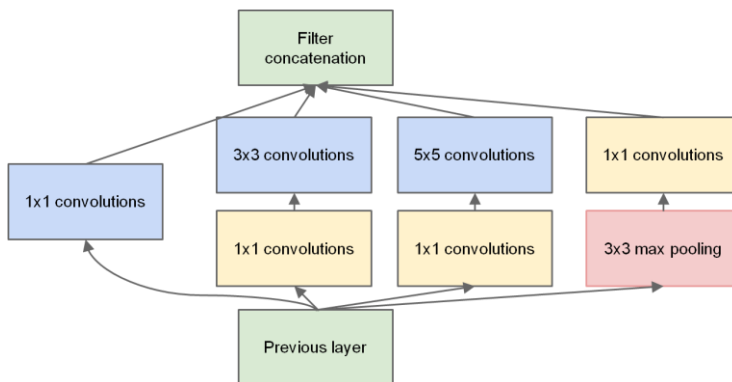 Filter
concatenation
3x3 convolutions
5x5 convolutions
1x1 convolutions
1x1 convolutions
1x1 convolutions
1x1 convolutions
3x3 max pooling
Previous layer